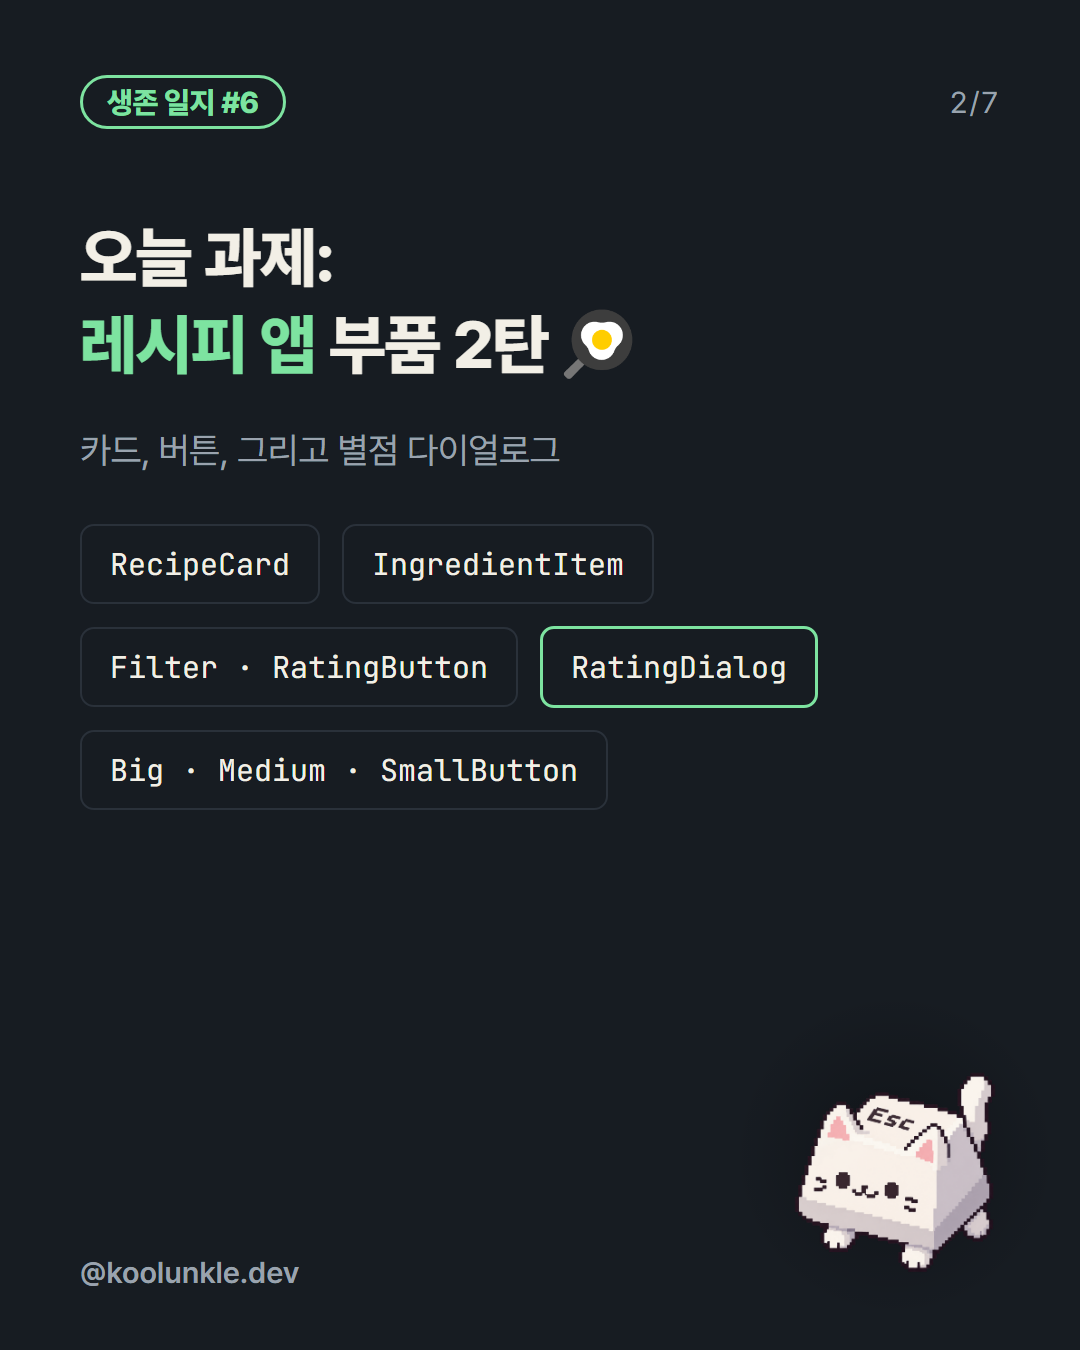 생존 일지 #6
2/7
오늘 과제:
레시피 앱 부품 2탄
카드, 버튼, 그리고 별점 다이얼로그
RecipeCard
IngredientItem
Filter · RatingButton
RatingDialog
Big · Medium · SmallButton
Esc
@koolunkle.dev